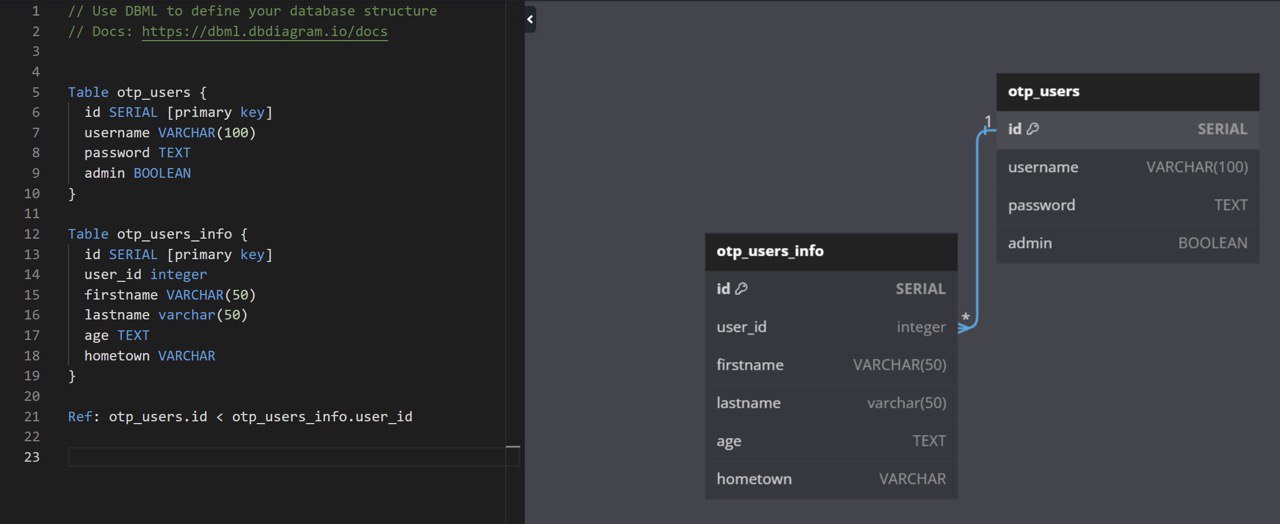 1 // Use DBML to define your database structure
2 // Docs: https://dbml.dbdiagram.io/docs
3
4
5 Table otp_users {
6 id SERIAL [primary key]
7 username VARCHAR(100)
8 password TEXT
9 admin BOOLEAN
10 }
11
12 Table otp_users_info {
13 id SERIAL [primary key]
14 user_id integer
15 firstname VARCHAR(50)
16 lastname varchar(50)
17 age TEXT
18 hometown VARCHAR
19 }
20
21 Ref: otp_users.id < otp_users_info.user_id
22
23
otp_users
1
id SERIAL
username VARCHAR(100)
password TEXT
admin BOOLEAN
otp_users_info
id SERIAL
*
user_id integer
firstname VARCHAR(50)
lastname varchar(50)
age TEXT
hometown VARCHAR